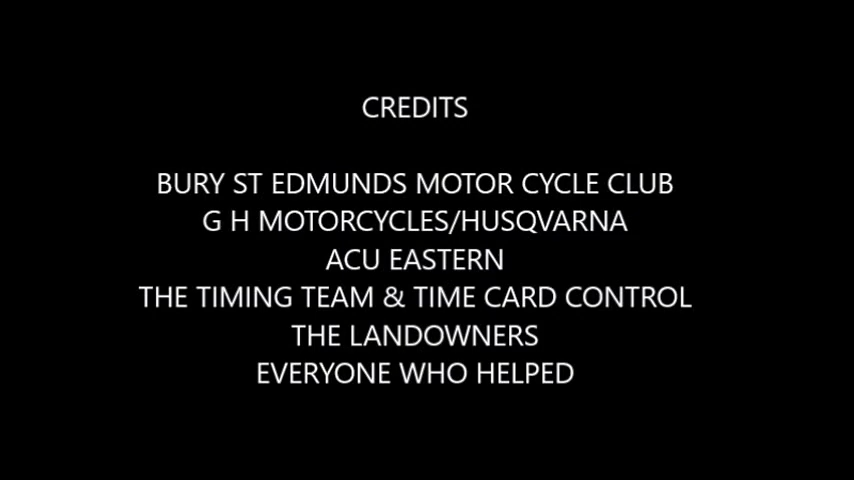 CREDITS
BURY ST EDMUNDS MOTOR CYCLE CLUB
G H MOTORCYCLES/HUSQVARNA
ACU EASTERN
THE TIMING TEAM & TIME CARD CONTROL
THE LANDOWNERS
EVERYONE WHO HELPED